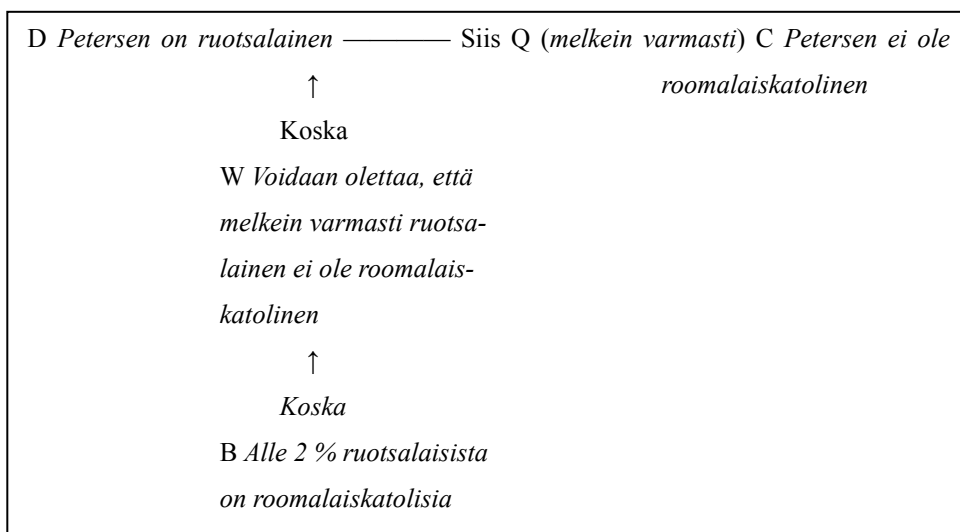 D Petersen on ruotsalainen ———— Siis Q (melkein varmasti) C Petersen ei ole
↑ roomalaiskatolinen
Koska
W Voidaan olettaa, että
melkein varmasti ruotsa-
lainen ei ole roomalais-
katolinen
↑
Koska
B Alle 2 % ruotsalaisista
on roomalaiskatolisia